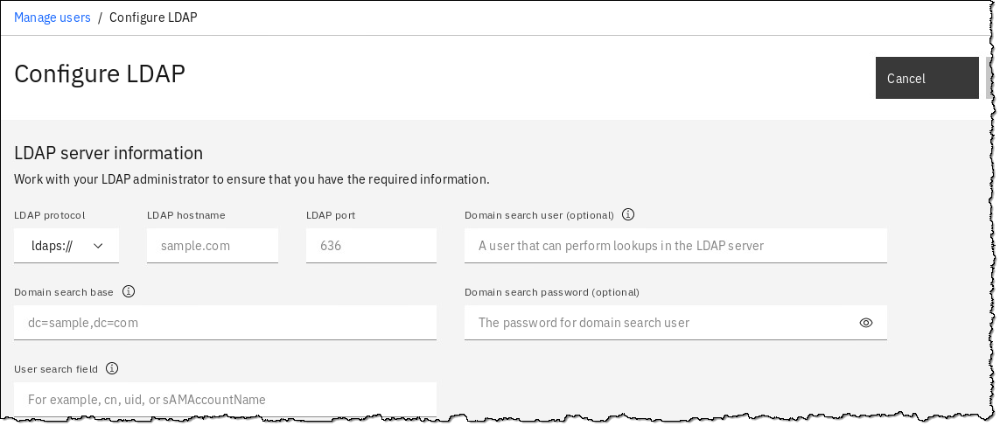 Manage users / Configure LDAP
Configure LDAP
Cancel
LDAP server information
Work with your LDAP administrator to ensure that you have the required information.
LDAP protocol LDAP hostname LDAP port Domain search user (optional)
ldaps:// sample.com 636 A user that can perform lookups in the LDAP server
Domain search base Domain search password (optional)
dc=sample,dc=com The password for domain search user
User search field
For example, cn, uid, or sAMAccountName